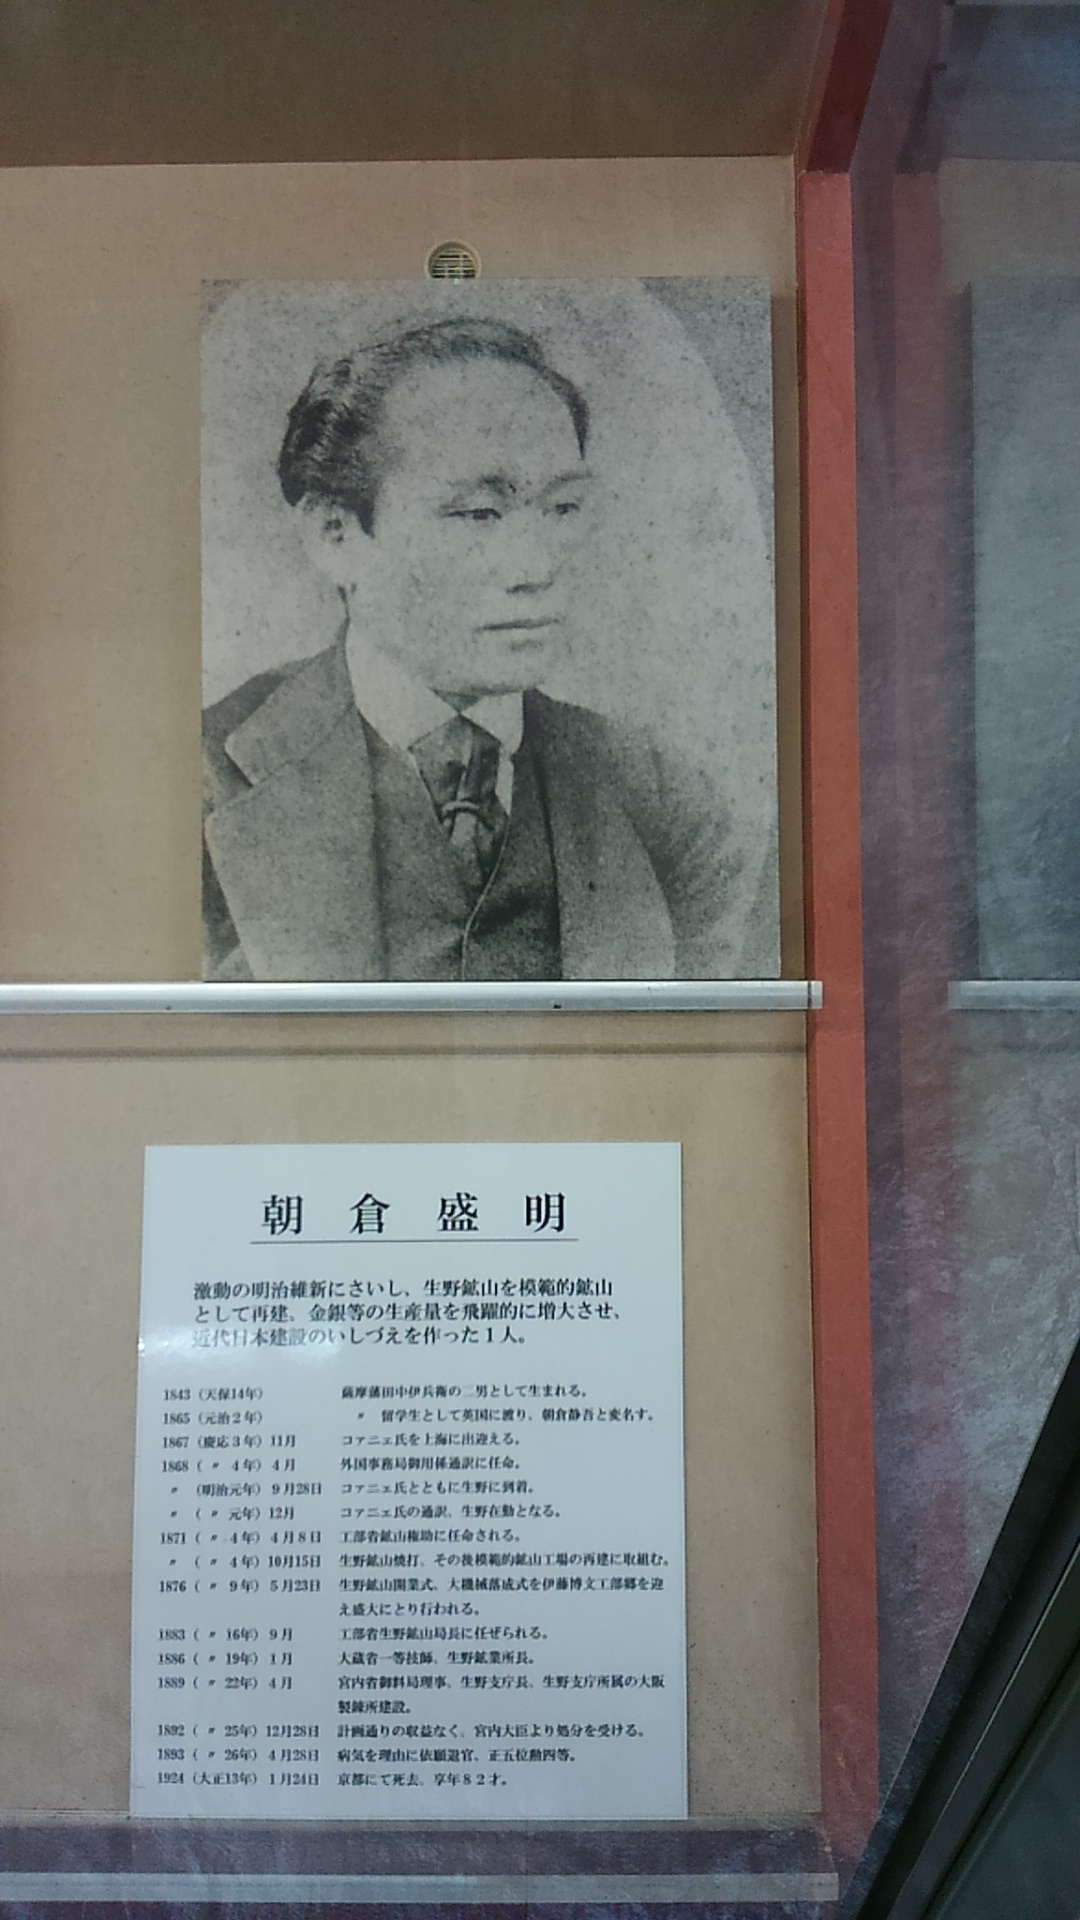 朝倉盛明
激動の明治維新にさいし、生野鉱山を模範的鉱山
として再建、金銀等の生産量を飛躍的に増大させ、
近代日本建設のいしづえを作った1人。
1843（天保14年） 薩摩藩田中伊兵衛の二男として生まれる。
1865（元治２年） 〃 留学生として英国に渡り、朝倉静吾と変名す。
1867（慶応３年）11月 コァニェ氏を上海に出迎える。
1868（〃 ４年）４月 外国事務局御用係通訳に任命。
〃 （明治元年）９月28日 コァニェ氏とともに生野に到着。
〃 （〃 元年）12月 コァニェ氏の通訳、生野在勤となる。
1871（〃 ４年）４月８日 工部省鉱山権助に任命される。
〃 （〃 ４年）10月15日 生野鉱山焼打、その後模範的鉱山工場の再建に取組む。
1876（〃 ９年）５月23日 生野鉱山開業式、大機械落成式を伊藤博文工部卿を迎
え盛大にとり行われる。
1883（〃 16年）９月 工部省生野鉱山局長に任ぜられる。
1886（〃 19年）１月 大蔵省一等技師、生野鉱業所長。
1889（〃 22年）４月 宮内省御料局理事、生野支庁長、生野支庁所属の大阪
製錬所建設。
1892（〃 25年）12月28日 計画通りの収益なく、宮内大臣より処分を受ける。
1893（〃 26年）４月28日 病気を理由に依願退官、正五位勲四等。
1924（大正13年）１月24日 京都にて死去、享年８２才。